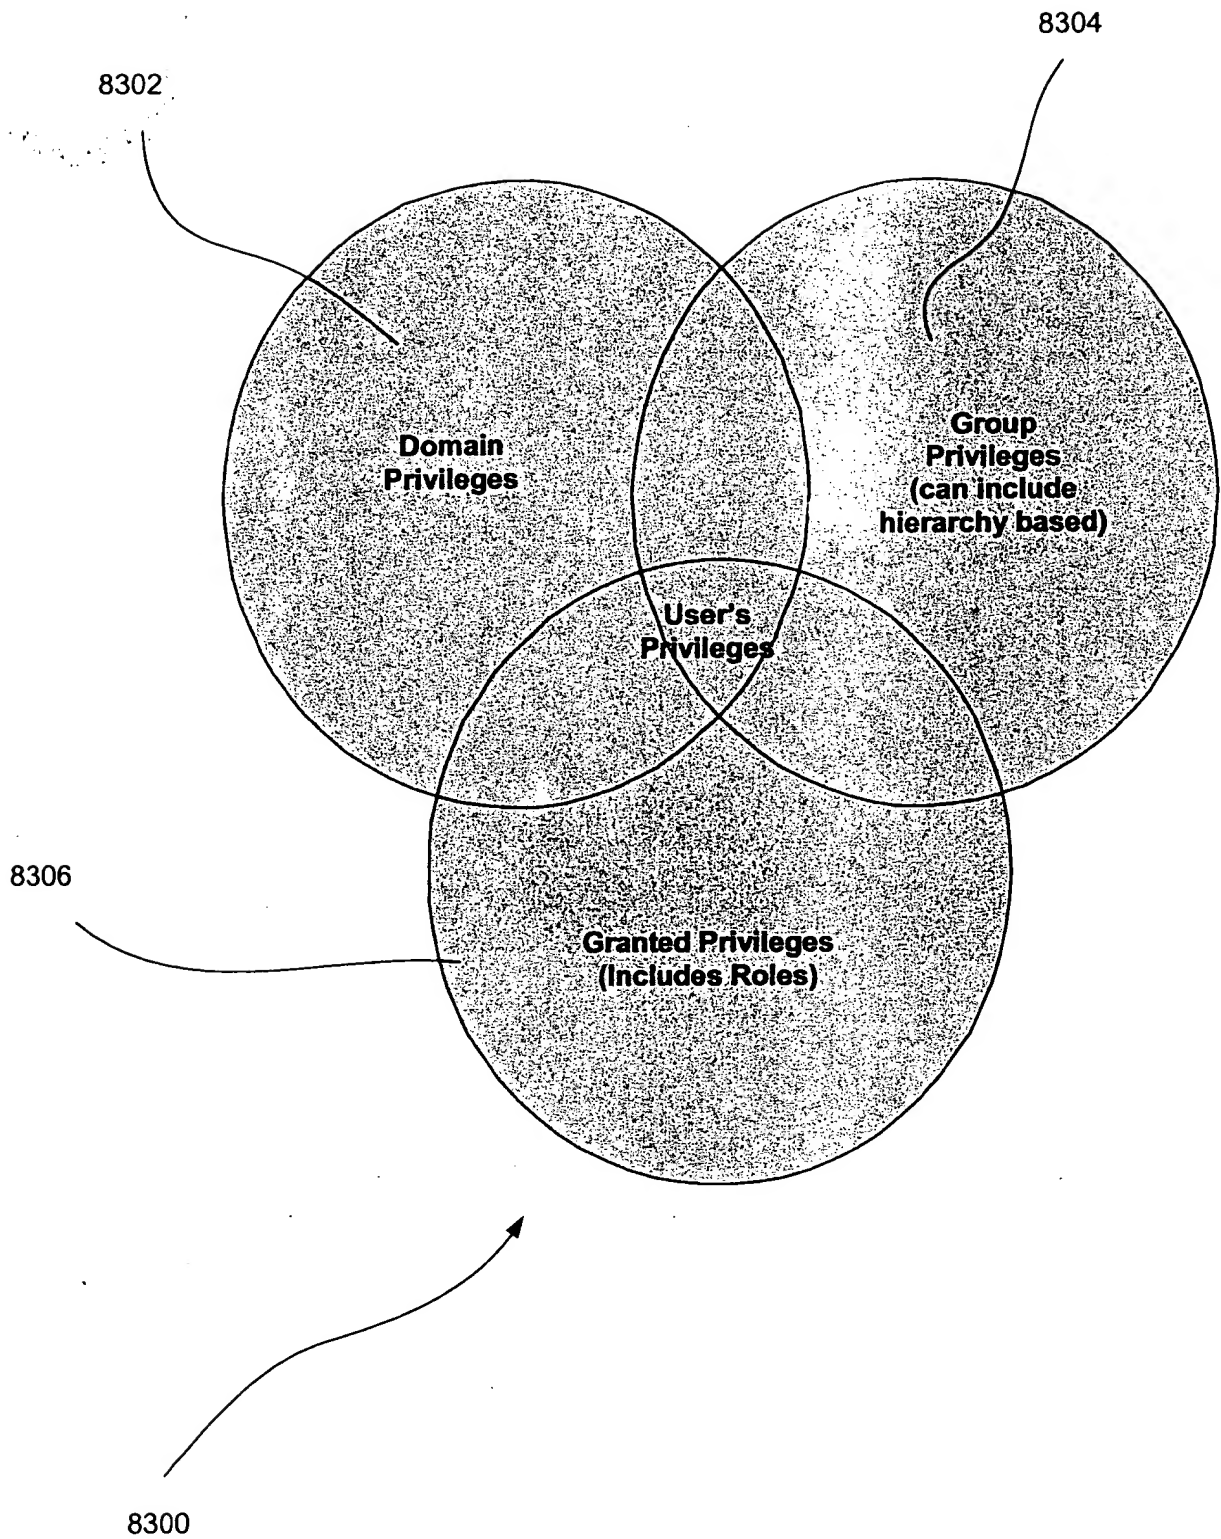 8304
8302
Domain
Privileges
Group
Privileges
(can include
hierarchy based)
User's
Privileges
8306
Granted Privileges
(Includes Roles)
8300